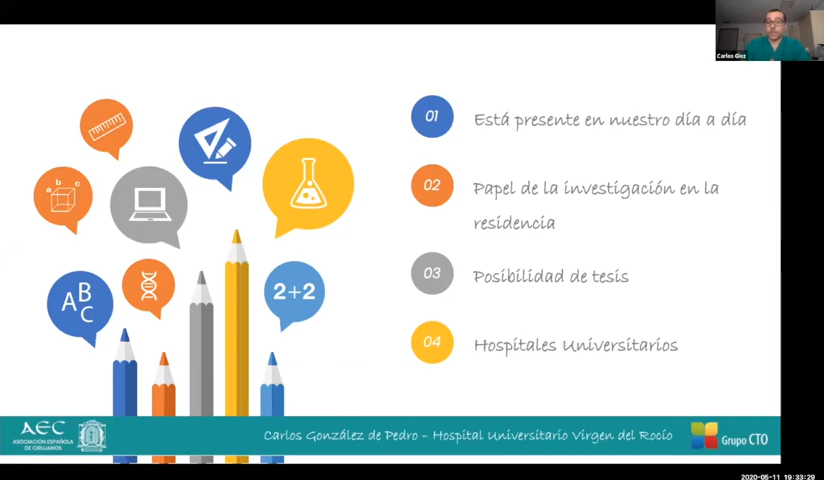 Carlos Glez
01
Está presente en nuestro día a día
02
Papel de la investigación en la
residencia
03
Posibilidad de tesis
04
Hospitales Universitarios
a b c
A B C
2+2
AEC
ASOCIACIÓN ESPAÑOLA
DE CIRUJANOS
Carlos González de Pedro - Hospital Universitario Virgen del Rocío
Grupo CTO
2020-05-11 19:33:29